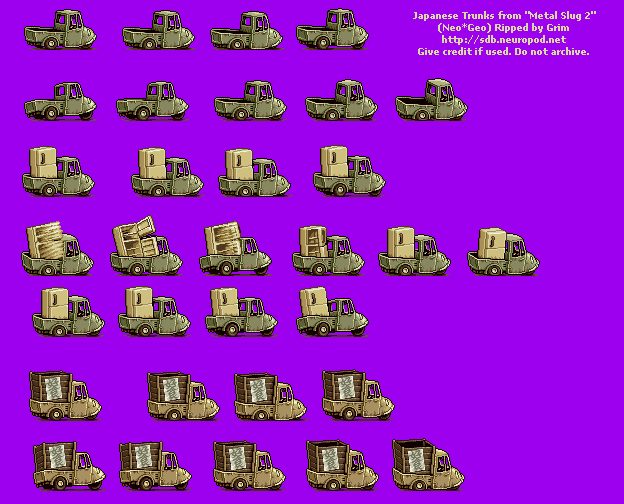 Japanese Trunks from "Metal Slug 2"
(Neo*Geo) Ripped by Grim
http://sdb.neuropod.net
Give credit if used. Do not archive.